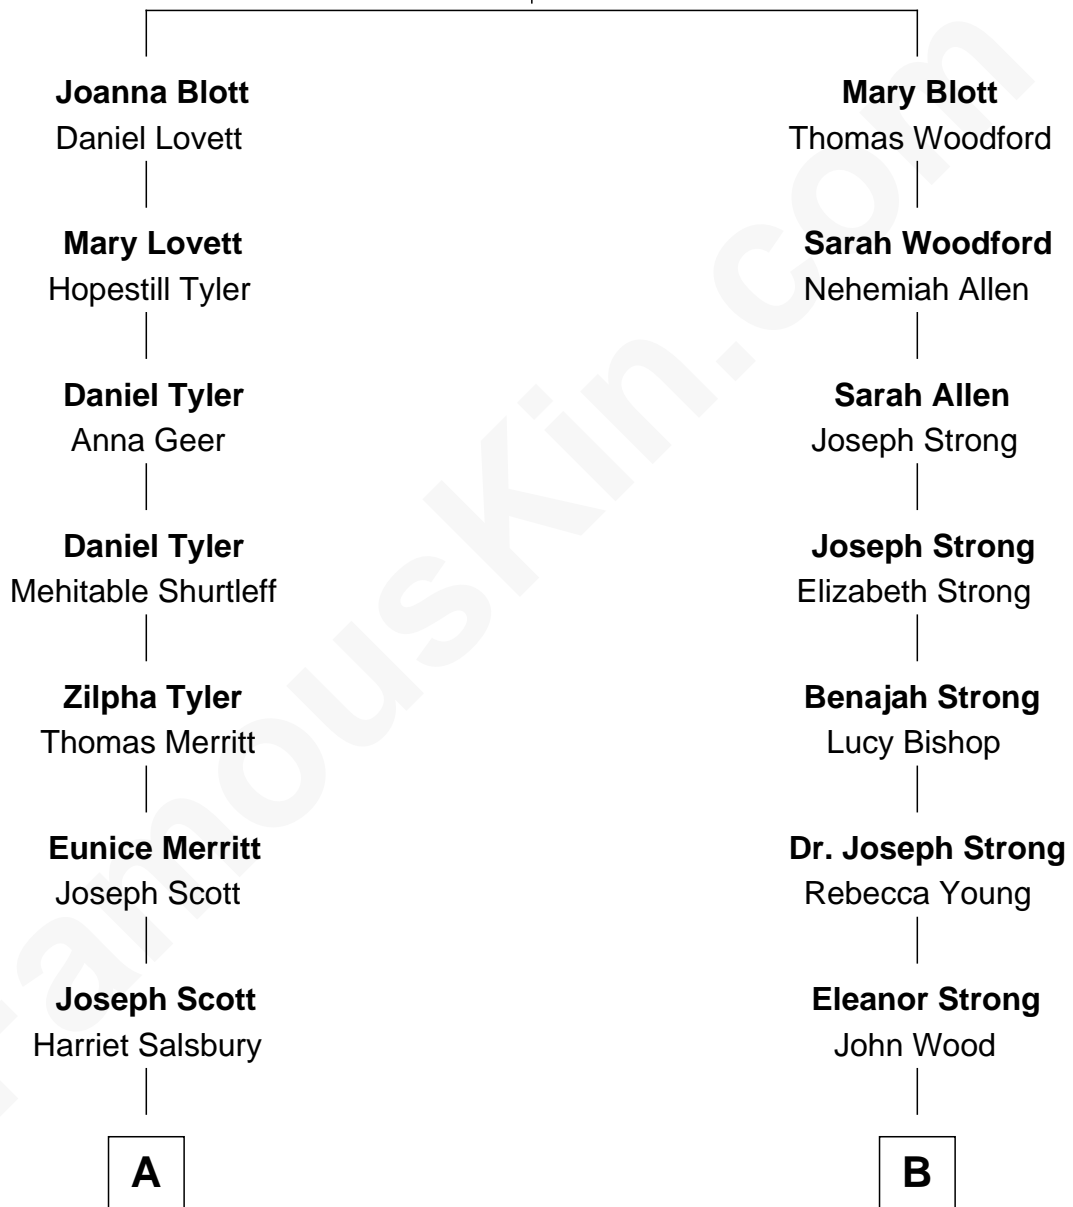 Joanna Blott
Daniel Lovett
Mary Blott
Thomas Woodford
Mary Lovett
Hopestill Tyler
Sarah Woodford
Nehemiah Allen
Daniel Tyler
Anna Geer
Sarah Allen
Joseph Strong
Daniel Tyler
Mehitable Shurtleff
Joseph Strong
Elizabeth Strong
Zilpha Tyler
Thomas Merritt
Benajah Strong
Lucy Bishop
Eunice Merritt
Joseph Scott
Dr. Joseph Strong
Rebecca Young
Joseph Scott
Harriet Salsbury
Eleanor Strong
John Wood
A
B
FamousKin.com